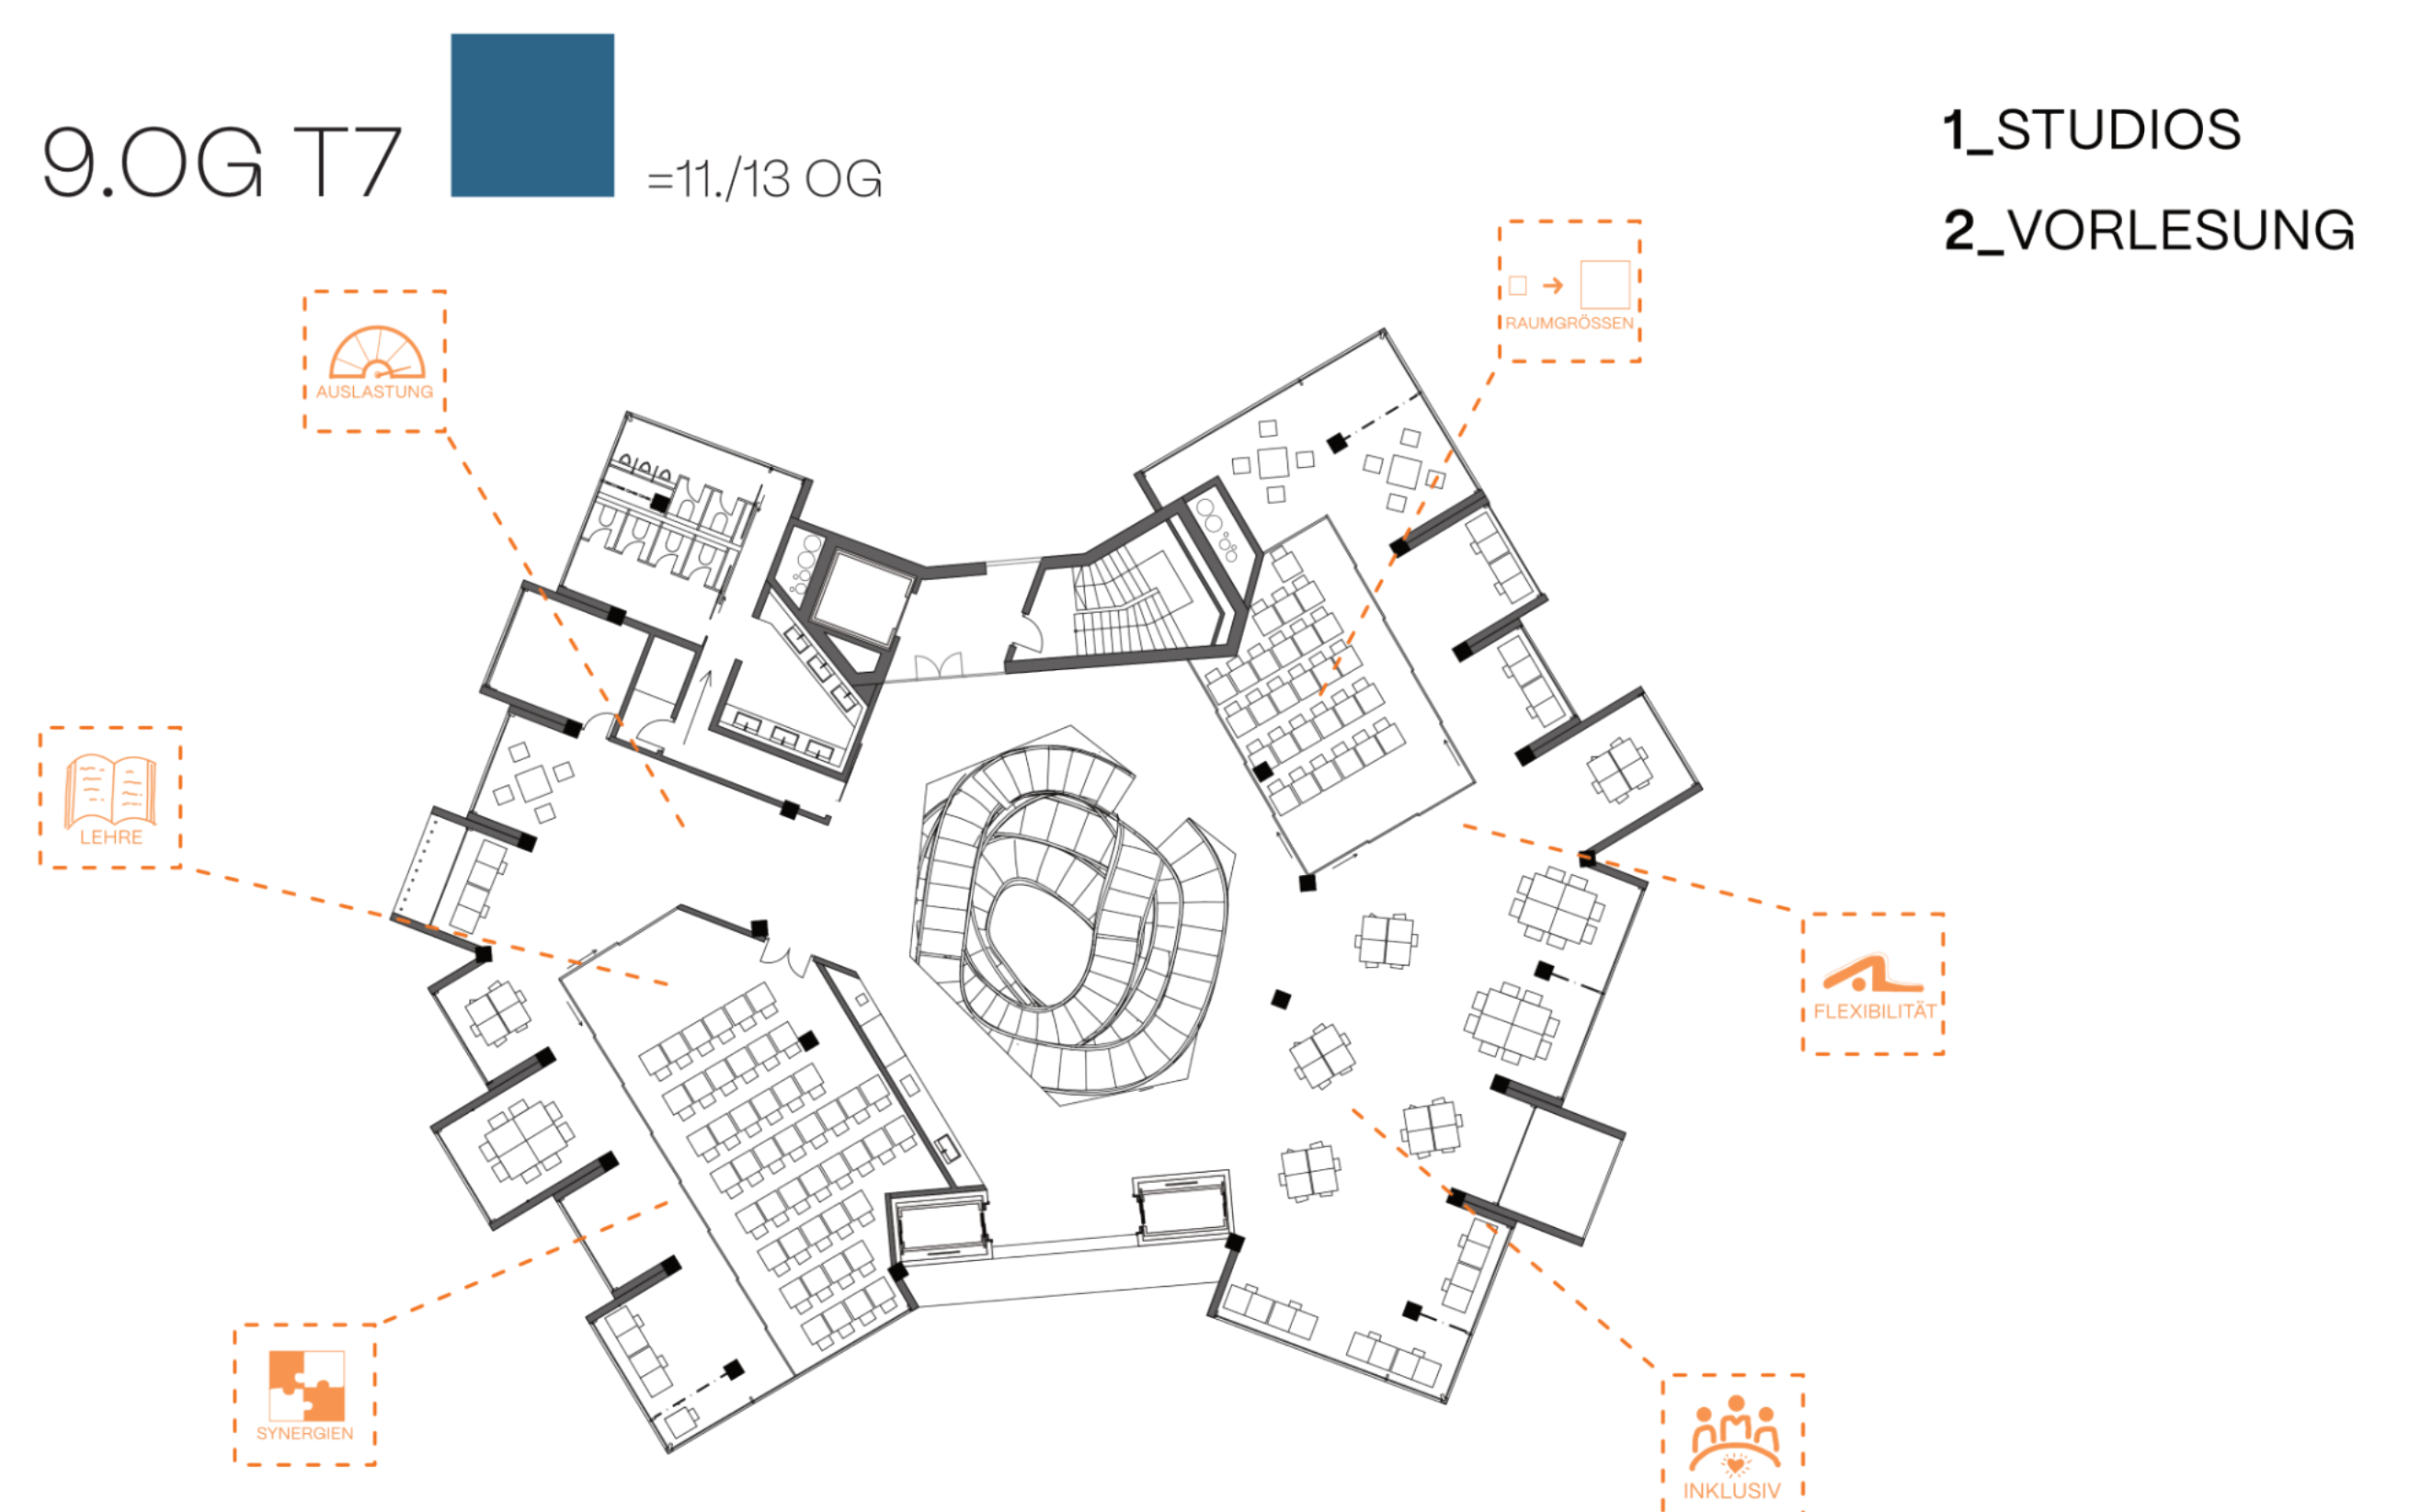 9.OG T7
=11./13 OG
1_STUDIOS
2_VORLESUNG
RAUMGRÖSSEN
AUSLASTUNG
LEHRE
FLEXIBILITÄT
SYNERGIEN
INKLUSIV